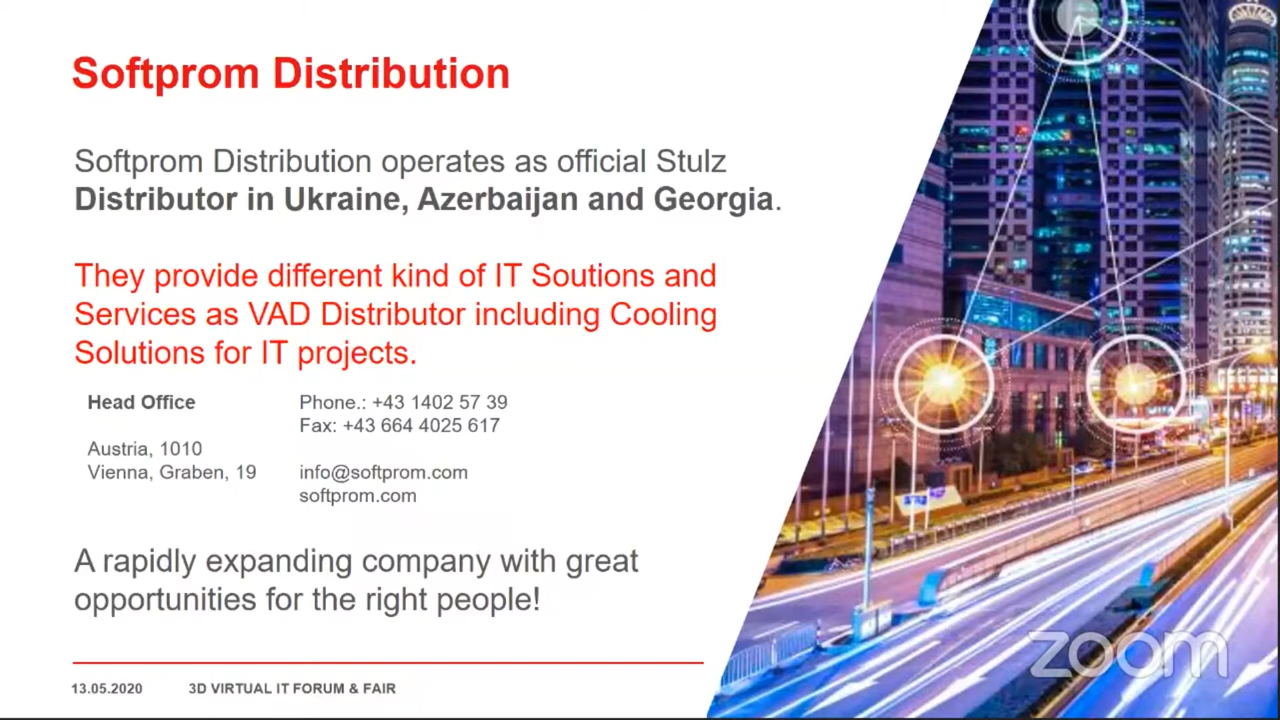 Softprom Distribution
Softprom Distribution operates as official Stulz
Distributor in Ukraine, Azerbaijan and Georgia.
They provide different kind of IT Soutions and
Services as VAD Distributor including Cooling
Solutions for IT projects.
Head Office
Austria, 1010
Vienna, Graben, 19
Phone.: +43 1402 57 39
Fax: +43 664 4025 617
info@softprom.com
softprom.com
A rapidly expanding company with great
opportunities for the right people!
13.05.2020 3D VIRTUAL IT FORUM & FAIR
zoom